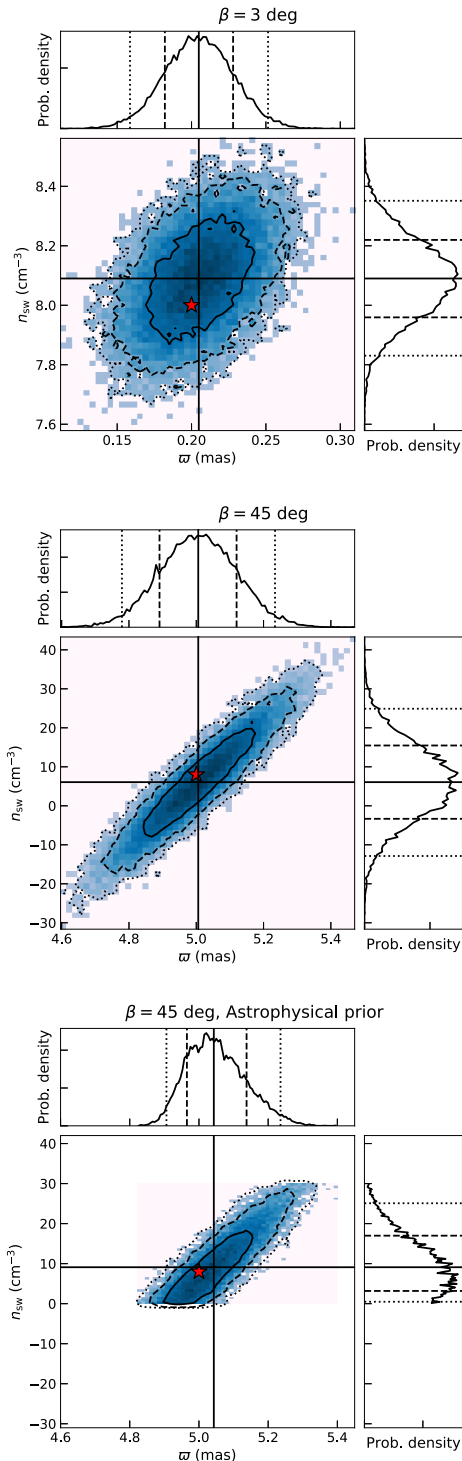 β = 3 deg
Prob. density
8.4
8.2
8.0
7.8
7.6
n_sw (cm⁻³)
0.15 0.20 0.25 0.30
ϖ (mas)
Prob. density
β = 45 deg
Prob. density
40
30
20
10
0
−10
−20
−30
n_sw (cm⁻³)
4.6 4.8 5.0 5.2 5.4
ϖ (mas)
Prob. density
β = 45 deg, Astrophysical prior
Prob. density
40
30
20
10
0
−10
−20
−30
n_sw (cm⁻³)
4.6 4.8 5.0 5.2 5.4
ϖ (mas)
Prob. density